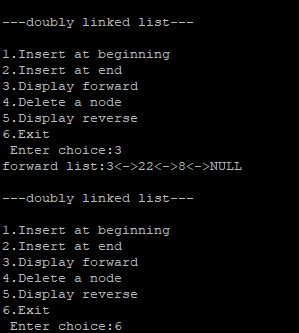 ---doubly linked list---
1.Insert at beginning
2.Insert at end
3.Display forward
4.Delete a node
5.Display reverse
6.Exit
 Enter choice:3
forward list:3<->22<->8<->NULL
---doubly linked list---
1.Insert at beginning
2.Insert at end
3.Display forward
4.Delete a node
5.Display reverse
6.Exit
 Enter choice:6